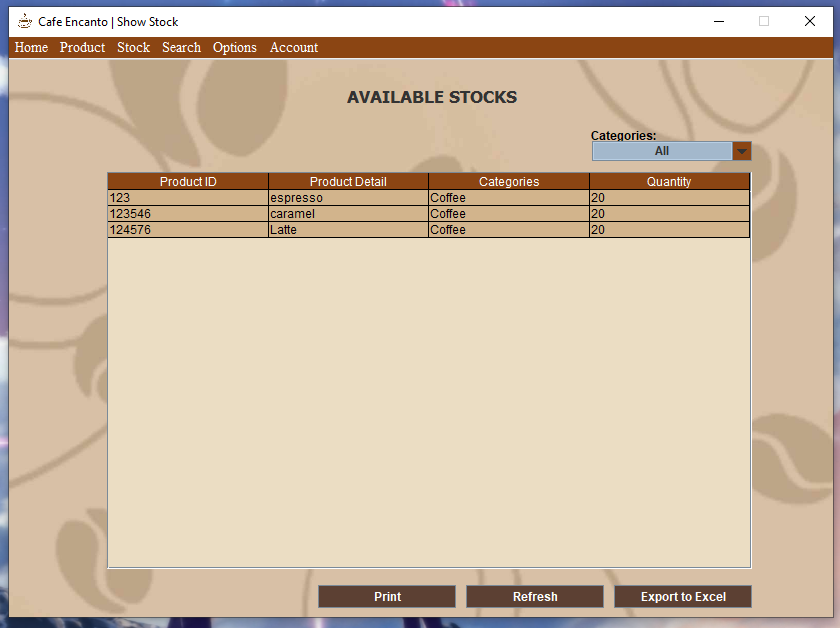 Cafe Encanto | Show Stock
Home Product Stock Search Options Account
AVAILABLE STOCKS
Categories:
All
Product ID Product Detail Categories Quantity
123 espresso Coffee 20
123546 caramel Coffee 20
124576 Latte Coffee 20
Print Refresh Export to Excel